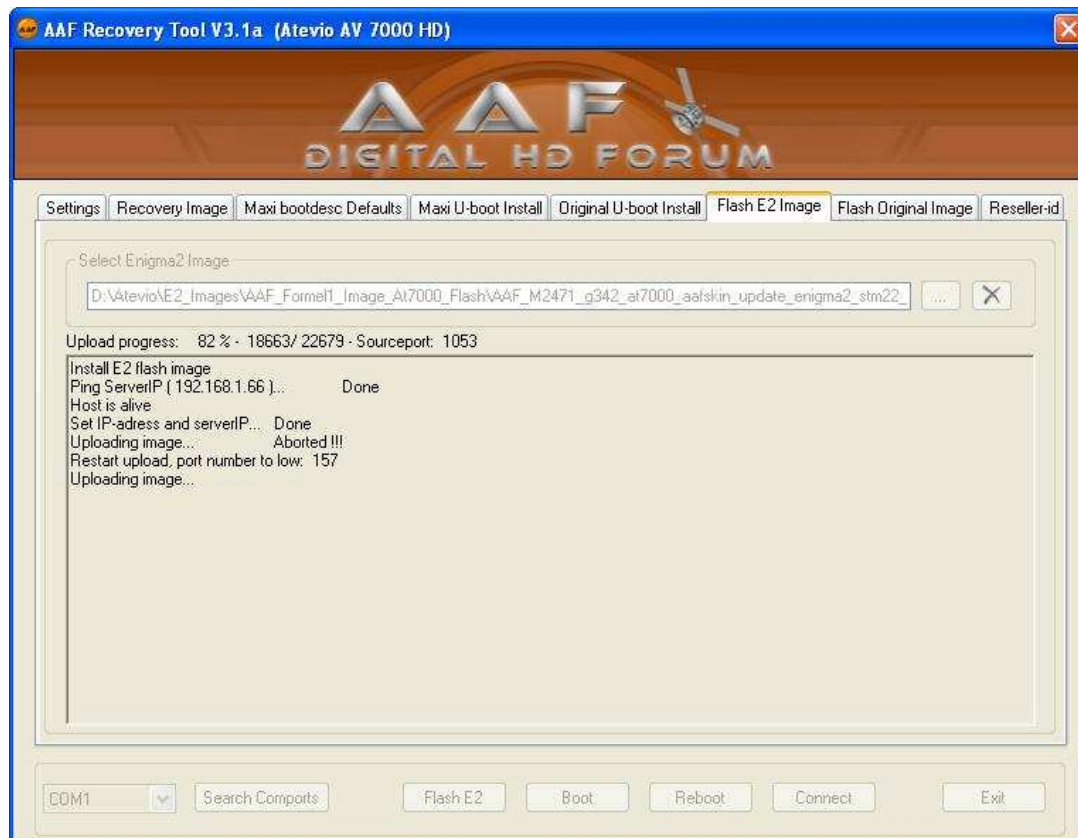 AAF Recovery Tool V3.1a (Atevio AV 7000 HD)
AAF
DIGITAL HD FORUM
Settings Recovery Image Maxi bootdesc Defaults Maxi U-boot Install Original U-boot Install Flash E2 Image Flash Original Image Reseller-id
Select Enigma2 Image
D:\Atevio\E2_Images\AAF_Formel1_Image_At7000_Flash\AAF_M2471_g342_at7000_aafskin_update_enigma2_stm22_ ...
Upload progress: 82 % - 18663/ 22679 - Sourceport: 1053
Install E2 flash image
Ping ServerIP ( 192.168.1.66 )... Done
Host is alive
Set IP-adress and serverIP... Done
Uploading image... Aborted !!!
Restart upload, port number to low: 157
Uploading image...
COM1 Search Comports Flash E2 Boot Reboot Connect Exit